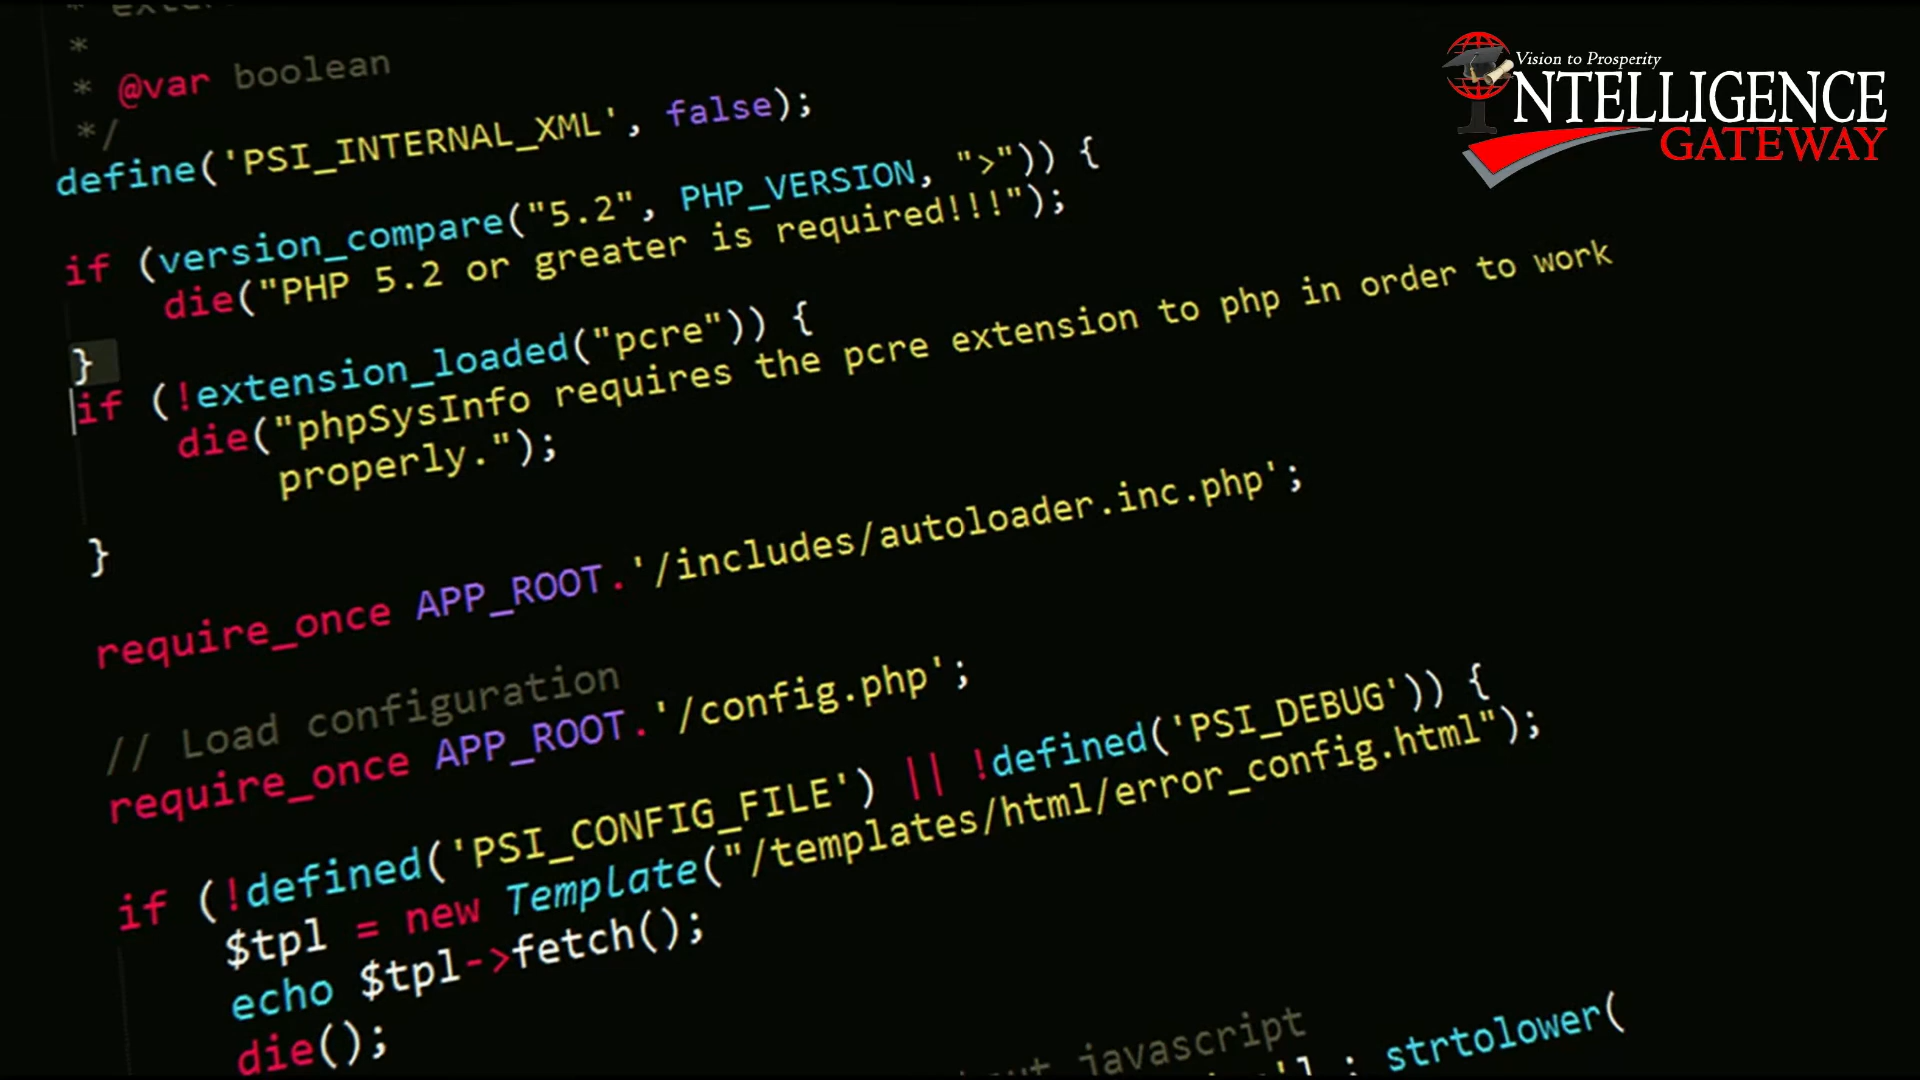 *
* @var boolean
*/
define('PSI_INTERNAL_XML', false);
if (version_compare("5.2", PHP_VERSION, ">")) {
die("PHP 5.2 or greater is required!!!");
}
if (!extension_loaded("pcre")) {
die("phpSysInfo requires the pcre extension to php in order to work
properly.");
}
require_once APP_ROOT.'/includes/autoloader.inc.php';
// Load configuration
require_once APP_ROOT.'/config.php';
if (!defined('PSI_CONFIG_FILE') || !defined('PSI_DEBUG')) {
$tpl = new Template("/templates/html/error_config.html");
echo $tpl->fetch();
die();
javascript
strtolower(
Vision to Prosperity
INTELLIGENCE
GATEWAY